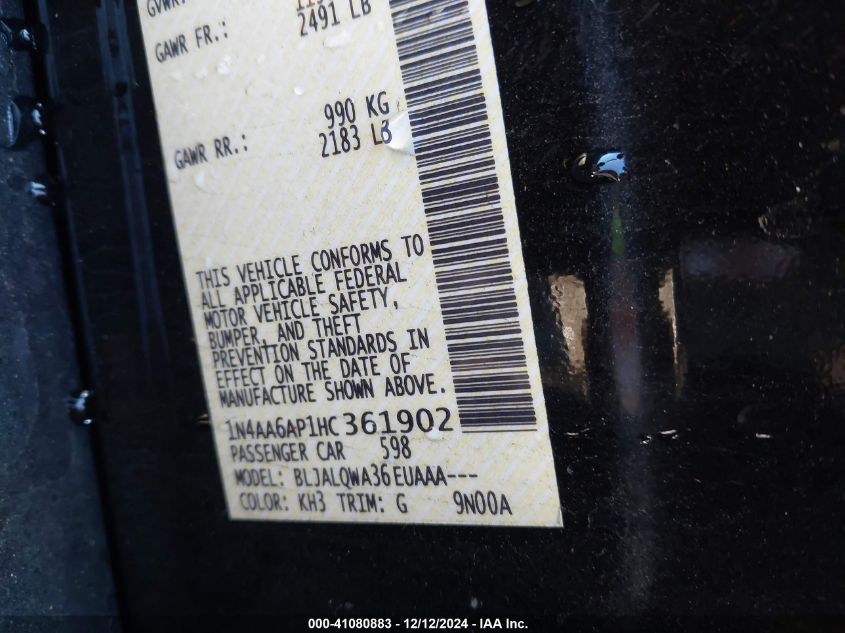 GVWR:
GAWR FR.: 2491 LB
990 KG
GAWR RR.: 2183 LB
THIS VEHICLE CONFORMS TO
ALL APPLICABLE FEDERAL
MOTOR VEHICLE SAFETY,
BUMPER, AND THEFT
PREVENTION STANDARDS IN
EFFECT ON THE DATE OF
MANUFACTURE SHOWN ABOVE.
1N4AA6AP1HC361902
PASSENGER CAR 598
MODEL: BLJALQWA36EUAAA---
COLOR: KH3 TRIM: G 9N00A
000-41080883 - 12/12/2024 - IAA Inc.